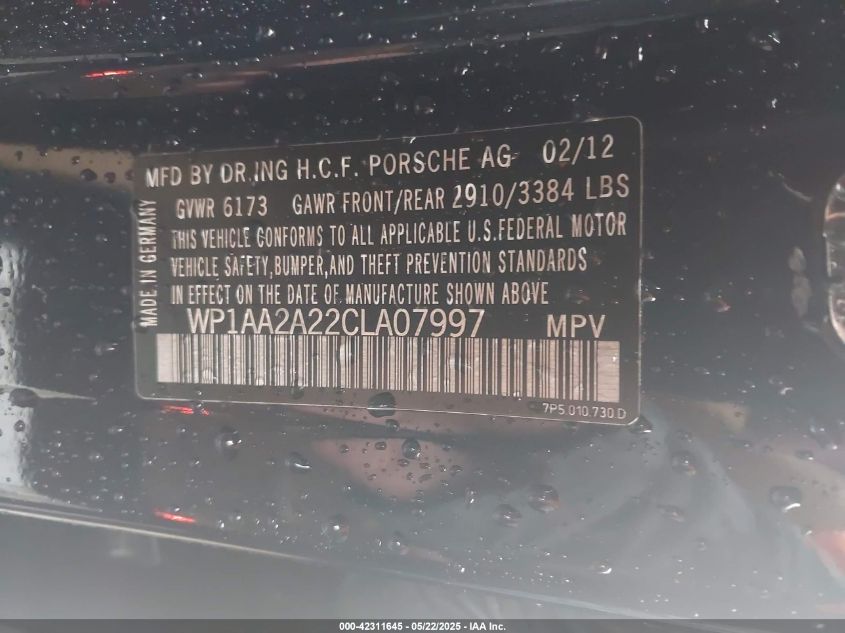 MFD BY DR.ING H.C.F. PORSCHE AG 02/12
GVWR 6173 GAWR FRONT/REAR 2910/3384 LBS
THIS VEHICLE CONFORMS TO ALL APPLICABLE U.S.FEDERAL MOTOR
VEHICLE SAFETY,BUMPER,AND THEFT PREVENTION STANDARDS
IN EFFECT ON THE DATE OF MANUFACTURE SHOWN ABOVE
MADE IN GERMANY
WP1AA2A22CLA07997 MPV
7P5.010.730 D
000-42311645 - 05/22/2025 - IAA Inc.